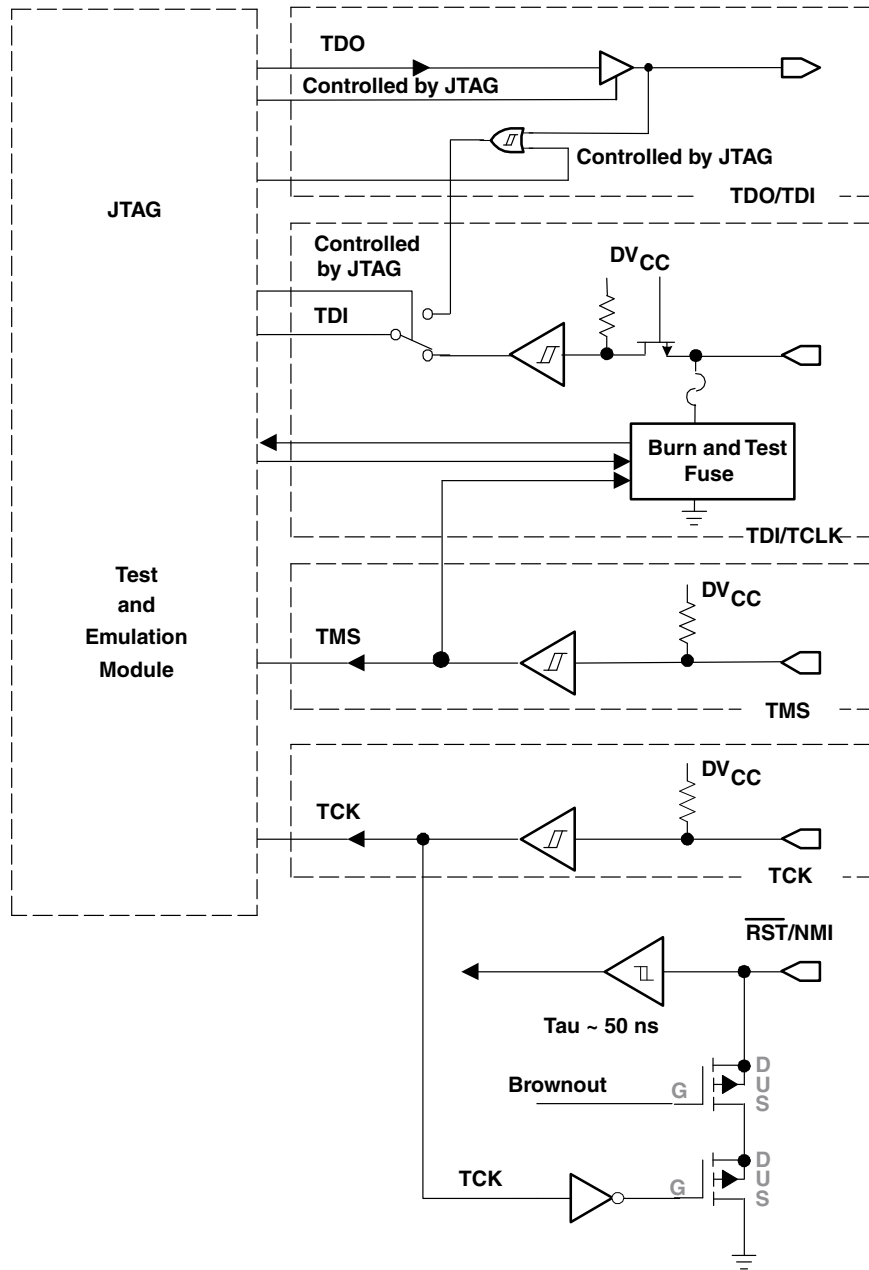 TDO
Controlled by JTAG
Controlled by JTAG
TDO/TDI
JTAG
Controlled
by JTAG
TDI
DVCC
Burn and Test
Fuse
TDI/TCLK
Test
and
Emulation
Module
DVCC
TMS
TMS
DVCC
TCK
TCK
RST/NMI
Tau ~ 50 ns
Brownout
G
D
U
S
TCK
G
D
U
S